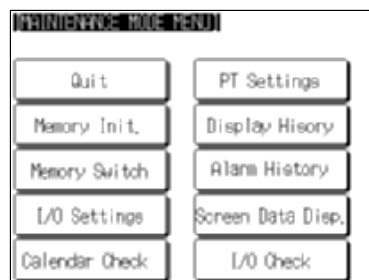 [MAINTENANCE MODE MENU]
Quit
PT Settings
Memory Init.
Display Hisory
Memory Switch
Alarm History
I/O Settings
Screen Data Disp.
Calendar Check
I/O Check